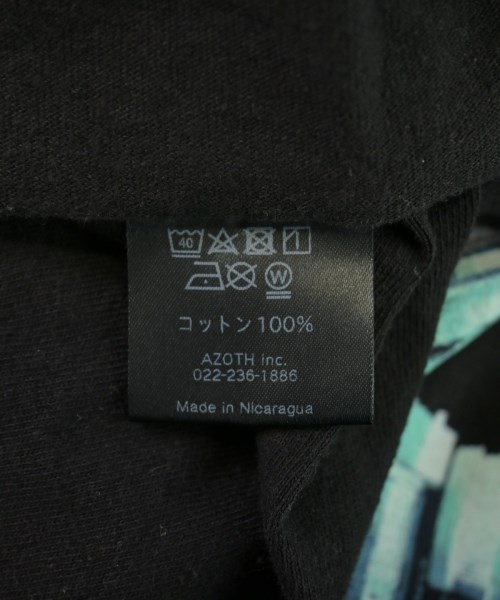 40
W
コットン100%
AZOTH inc.
022-236-1886
Made in Nicaragua